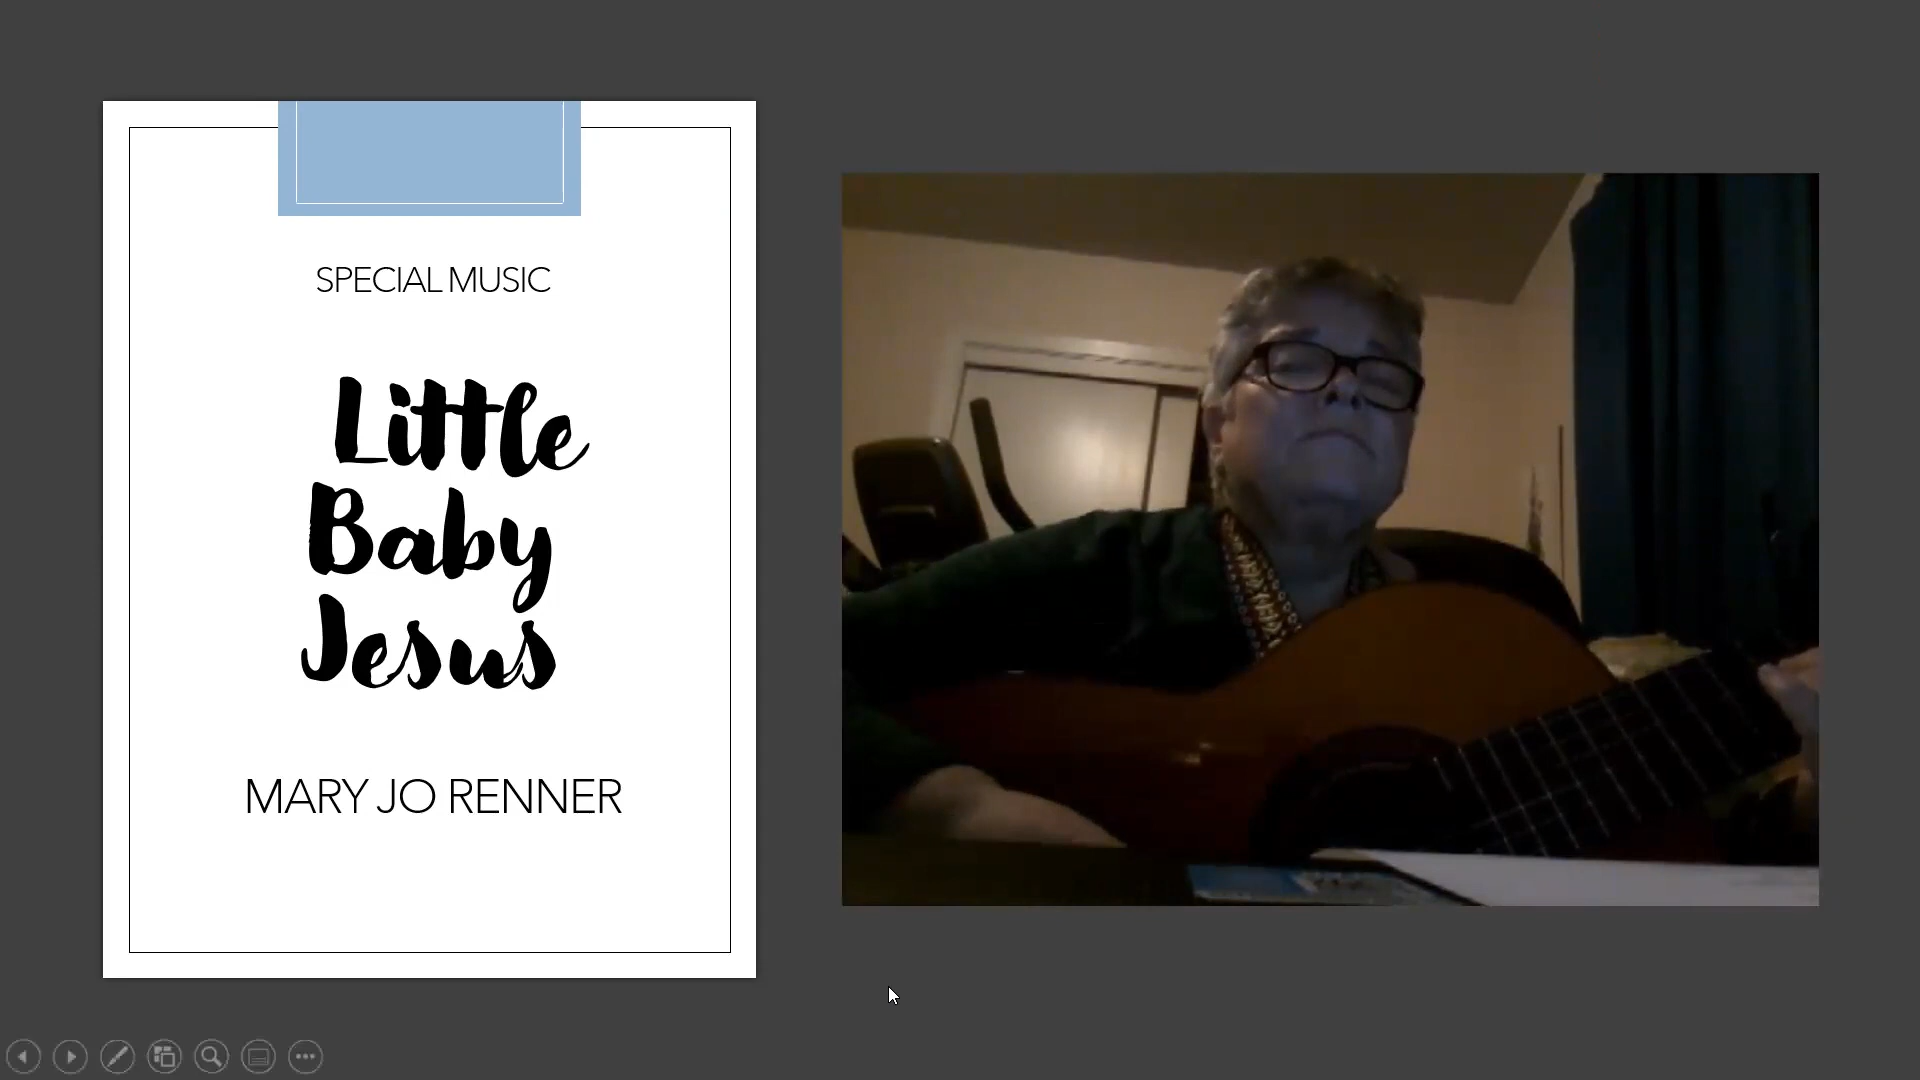 SPECIAL MUSIC
Little
Baby
Jesus
MARY JO RENNER